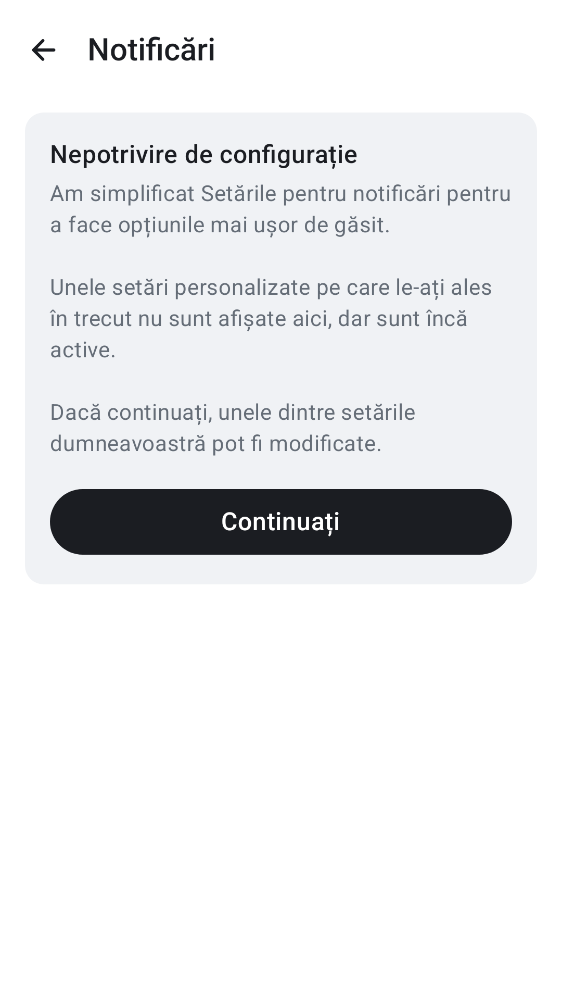 Notificări
Nepotrivire de configurație
Am simplificat Setările pentru notificări pentru
a face opțiunile mai ușor de găsit.
Unele setări personalizate pe care le-ați ales
în trecut nu sunt afișate aici, dar sunt încă
active.
Dacă continuați, unele dintre setările
dumneavoastră pot fi modificate.
Continuați